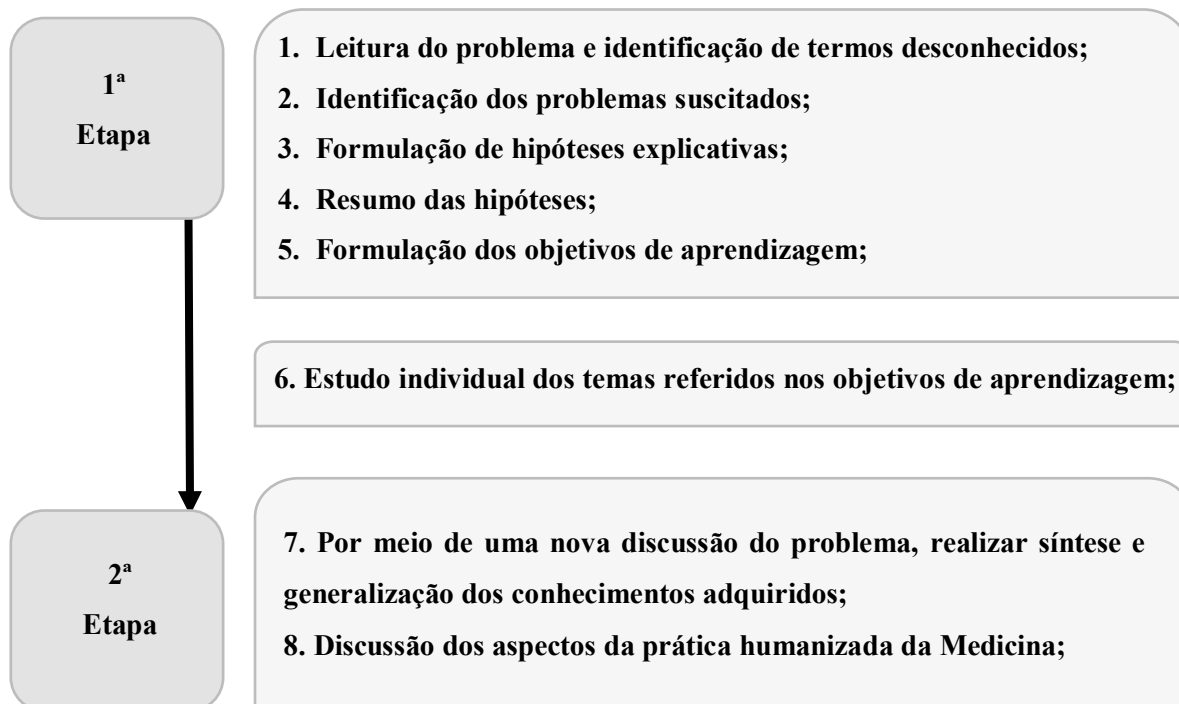 1ª
Etapa
1. Leitura do problema e identificação de termos desconhecidos;
2. Identificação dos problemas suscitados;
3. Formulação de hipóteses explicativas;
4. Resumo das hipóteses;
5. Formulação dos objetivos de aprendizagem;
6. Estudo individual dos temas referidos nos objetivos de aprendizagem;
2ª
Etapa
7. Por meio de uma nova discussão do problema, realizar síntese e
generalização dos conhecimentos adquiridos;
8. Discussão dos aspectos da prática humanizada da Medicina;